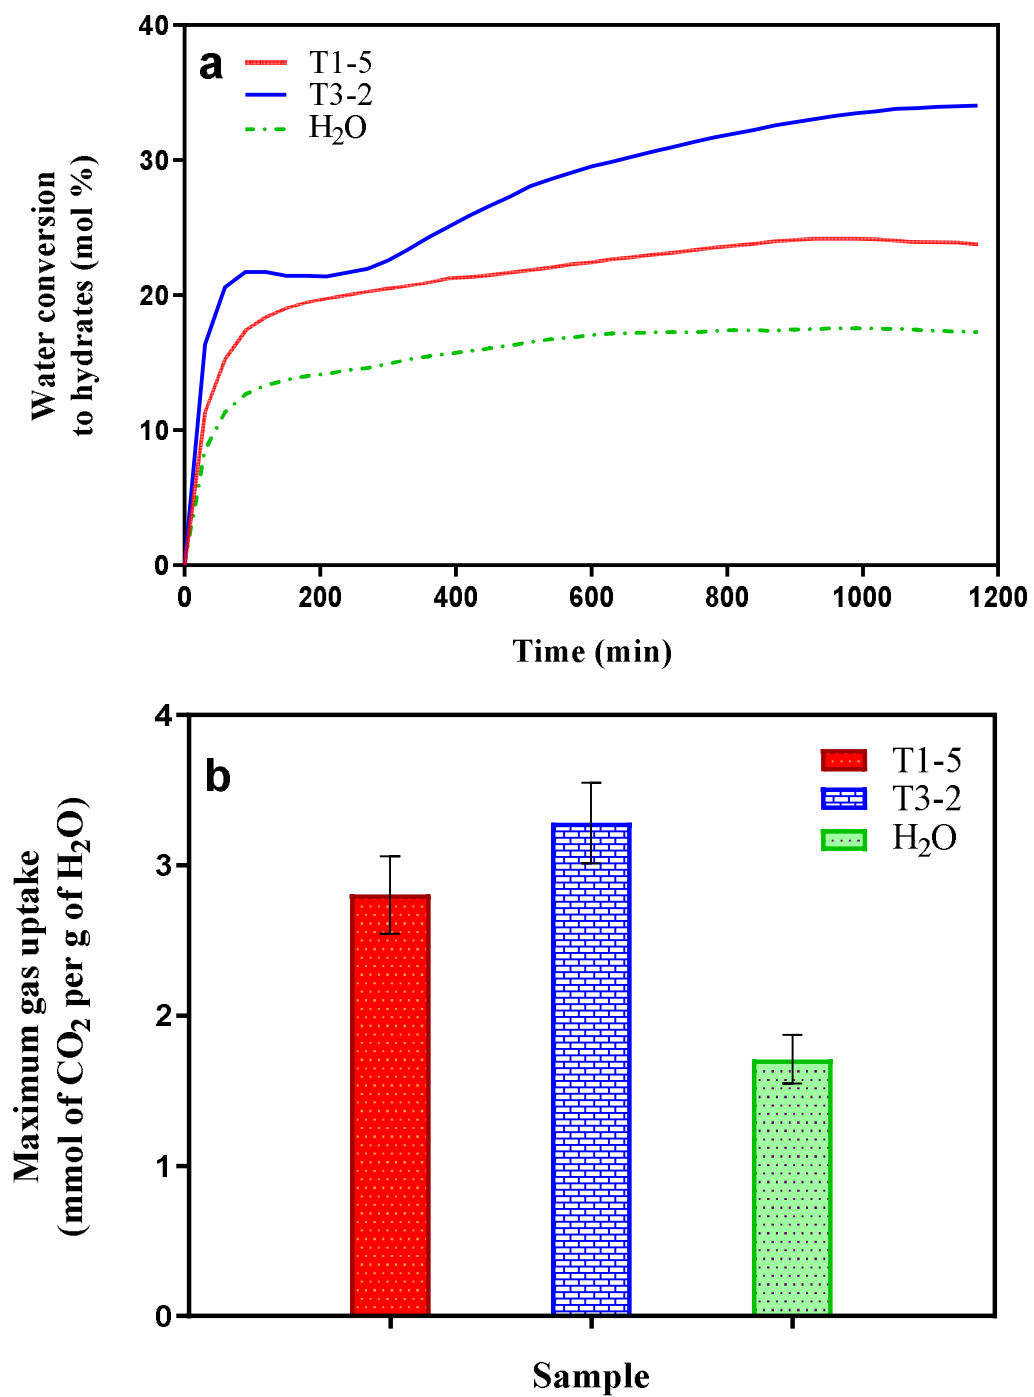 40
a
T1-5
T3-2
H₂O
30
20
10
0
Water conversion
to hydrates (mol %)
0 200 400 600 800 1000 1200
Time (min)
4
b
T1-5
T3-2
H₂O
3
2
1
0
Maximum gas uptake
(mmol of CO₂ per g of H₂O)
Sample